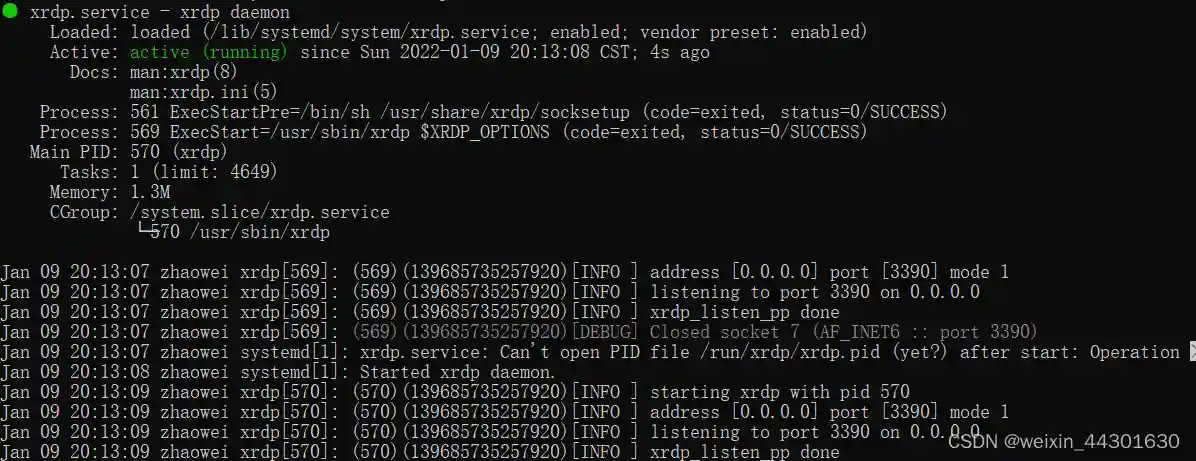 ● xrdp.service - xrdp daemon
Loaded: loaded (/lib/systemd/system/xrdp.service; enabled; vendor preset: enabled)
Active: active (running) since Sun 2022-01-09 20:13:08 CST; 4s ago
Docs: man:xrdp(8)
man:xrdp.ini(5)
Process: 561 ExecStartPre=/bin/sh /usr/share/xrdp/socksetup (code=exited, status=0/SUCCESS)
Process: 569 ExecStart=/usr/sbin/xrdp $XRDP_OPTIONS (code=exited, status=0/SUCCESS)
Main PID: 570 (xrdp)
Tasks: 1 (limit: 4649)
Memory: 1.3M
CGroup: /system.slice/xrdp.service
└─570 /usr/sbin/xrdp
Jan 09 20:13:07 zhaowei xrdp[569]: (569)(139685735257920)[INFO ] address [0.0.0.0] port [3390] mode 1
Jan 09 20:13:07 zhaowei xrdp[569]: (569)(139685735257920)[INFO ] listening to port 3390 on 0.0.0.0
Jan 09 20:13:07 zhaowei xrdp[569]: (569)(139685735257920)[INFO ] xrdp_listen_pp done
Jan 09 20:13:07 zhaowei xrdp[569]: (569)(139685735257920)[DEBUG] Closed socket 7 (AF_INET6 :: port 3390)
Jan 09 20:13:07 zhaowei systemd[1]: xrdp.service: Can't open PID file /run/xrdp/xrdp.pid (yet?) after start: Operation >
Jan 09 20:13:08 zhaowei systemd[1]: Started xrdp daemon.
Jan 09 20:13:09 zhaowei xrdp[570]: (570)(139685735257920)[INFO ] starting xrdp with pid 570
Jan 09 20:13:09 zhaowei xrdp[570]: (570)(139685735257920)[INFO ] address [0.0.0.0] port [3390] mode 1
Jan 09 20:13:09 zhaowei xrdp[570]: (570)(139685735257920)[INFO ] listening to port 3390 on 0.0.0.0
Jan 09 20:13:09 zhaowei xrdp[570]: (570)(139685735257920)[INFO ] xrdp_listen_pp done
CSDN @weixin_44301630